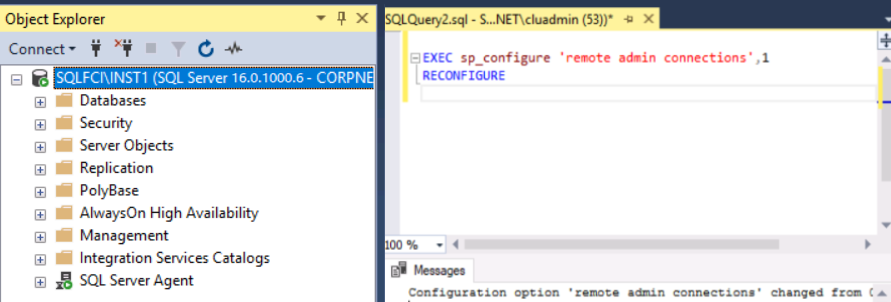 Object Explorer
Connect
SQLFCI\INST1 (SQL Server 16.0.1000.6 - CORPNE
Databases
Security
Server Objects
Replication
PolyBase
AlwaysOn High Availability
Management
Integration Services Catalogs
SQL Server Agent
SQLQuery2.sql - S...NET\cluadmin (53))*
EXEC sp_configure 'remote admin connections',1
RECONFIGURE
100 %
Messages
Configuration option 'remote admin connections' changed from